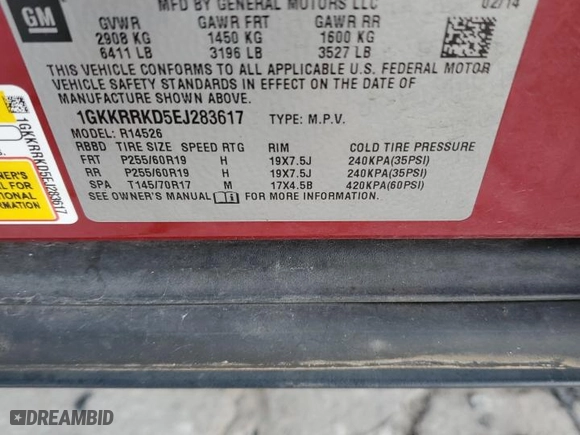 GM
MFD BY GENERAL MOTORS LLC 02/14
GVWR GAWR FRT GAWR RR
2908 KG 1450 KG 1600 KG
6411 LB 3196 LB 3527 LB
THIS VEHICLE CONFORMS TO ALL APPLICABLE U.S. FEDERAL MOTOR
VEHICLE SAFETY STANDARDS IN EFFECT ON THE DATE OF
MANUFACTURE SHOWN ABOVE.
1GKKRRKD5EJ283617 TYPE: M.P.V.
MODEL: R14526
RBBD TIRE SIZE SPEED RTG RIM COLD TIRE PRESSURE
FRT P255/60R19 H 19X7.5J 240KPA(35PSI)
RR P255/60R19 H 19X7.5J 240KPA(35PSI)
SPA T145/70R17 M 17X4.5B 420KPA(60PSI)
SEE OWNER'S MANUAL FOR MORE INFORMATION.
1GKKRRKD5EJ283617
L OF
FOR
TIONAL
RMATION
DREAMBID